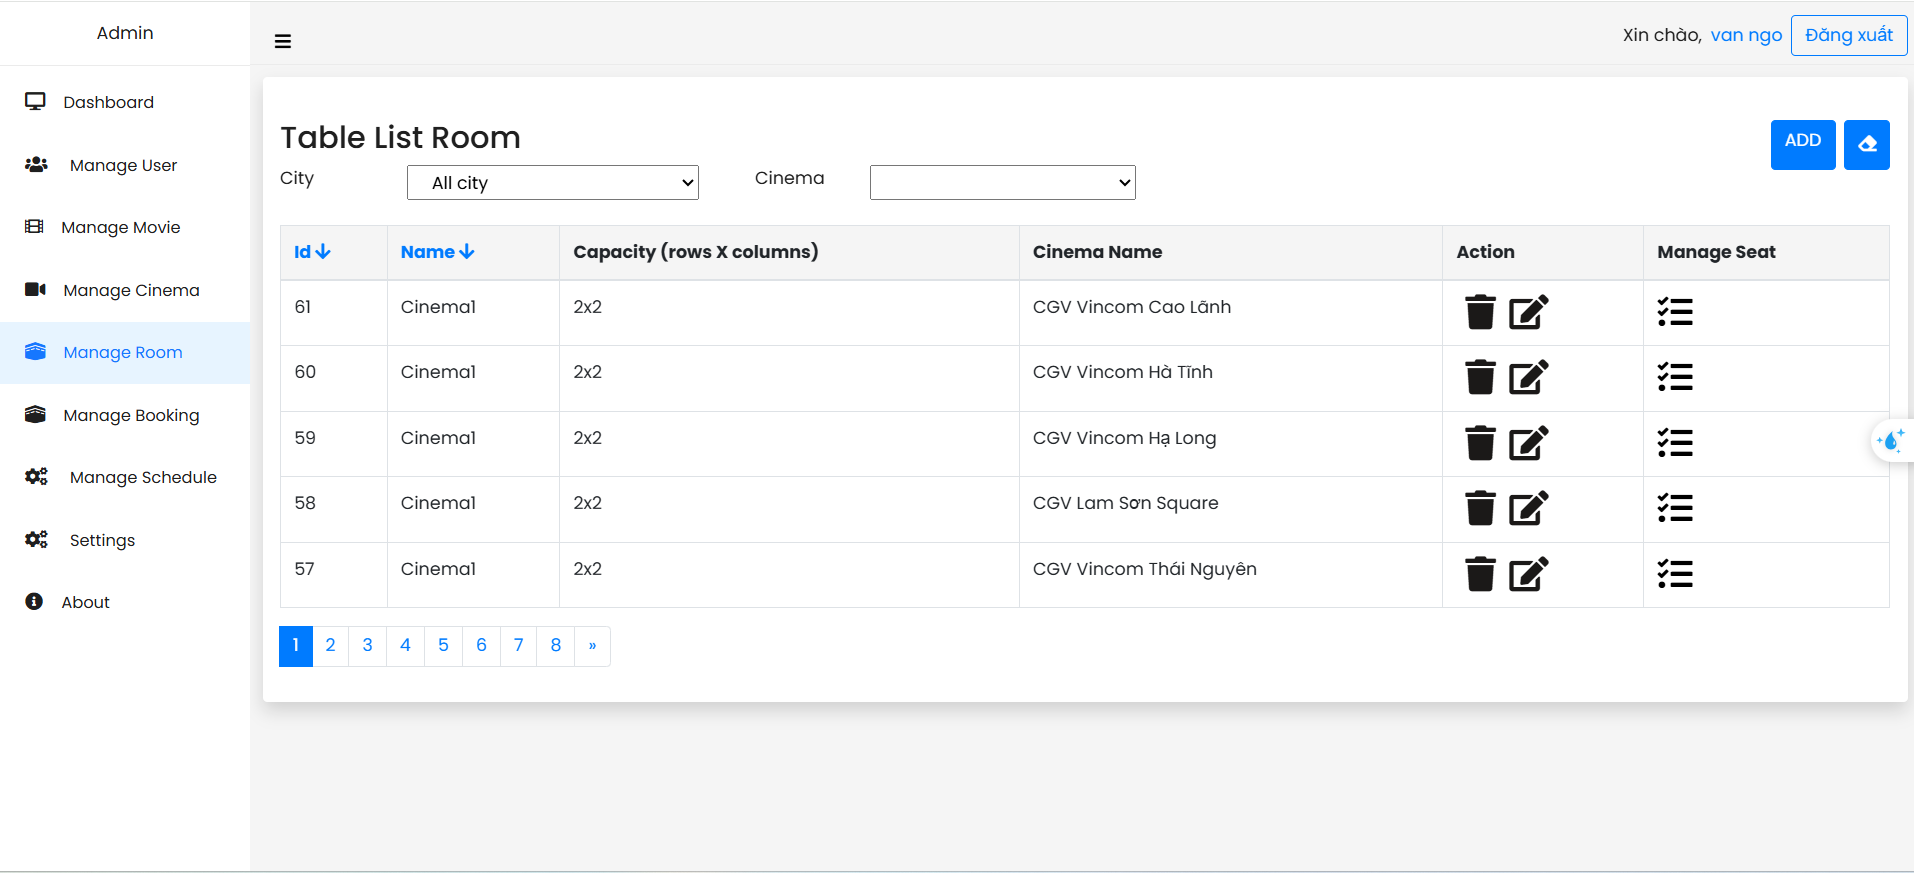 Admin
Xin chào, van ngo Đăng xuất
Dashboard
Manage User
Manage Movie
Manage Cinema
Manage Room
Manage Booking
Manage Schedule
Settings
About
Table List Room
ADD
City All city Cinema
Id Name Capacity (rows X columns) Cinema Name Action Manage Seat
61 Cinema1 2x2 CGV Vincom Cao Lãnh
60 Cinema1 2x2 CGV Vincom Hà Tĩnh
59 Cinema1 2x2 CGV Vincom Hạ Long
58 Cinema1 2x2 CGV Lam Sơn Square
57 Cinema1 2x2 CGV Vincom Thái Nguyên
1 2 3 4 5 6 7 8 »